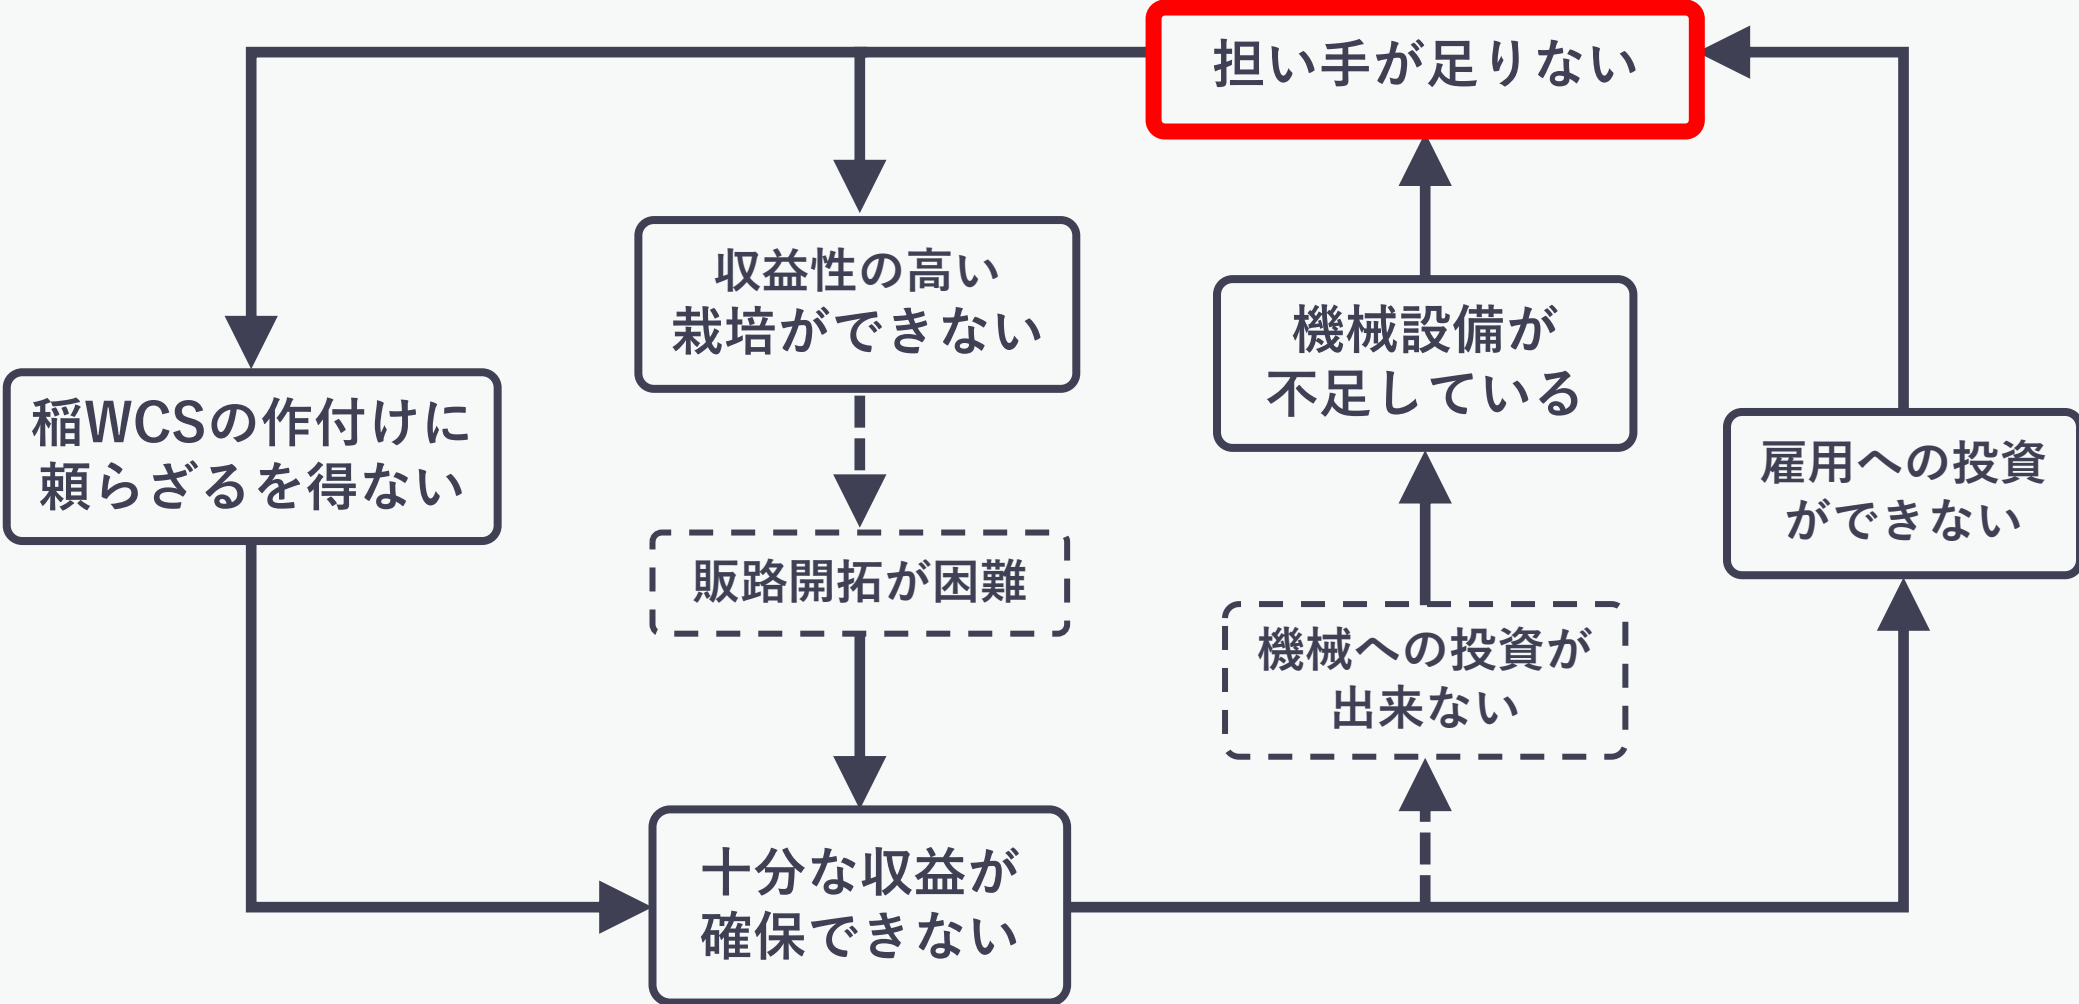 担い手が足りない
収益性の高い
栽培ができない
機械設備が
不足している
稲WCSの作付けに
頼らざるを得ない
雇用への投資
ができない
販路開拓が困難
機械への投資が
出来ない
十分な収益が
確保できない